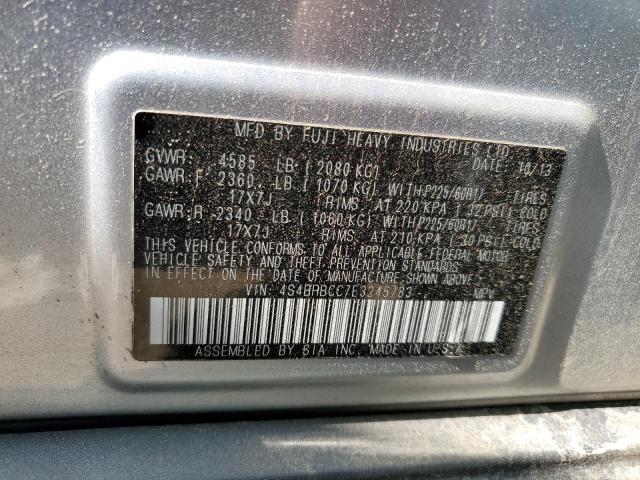 MFD BY FUJI HEAVY INDUSTRIES LTD.
GVWR: 4585 LB (2080 KG) DATE 10/13
GAWR: F 2360 LB (1070 KG) WITH P225/60R17 TIRES
17X7J RIMS, AT 220 KPA (32 PSI) COLD
GAWR: R 2340 LB (1060 KG) WITH P225/60R17 TIRES
17X7J RIMS, AT 210 KPA (30 PSI) COLD
THIS VEHICLE CONFORMS TO ALL APPLICABLE FEDERAL MOTOR
VEHICLE SAFETY AND THEFT PREVENTION STANDARDS
IN EFFECT ON THE DATE OF MANUFACTURE SHOWN ABOVE.
VIN: 4S4BRBCC7E3245783 MPV
ASSEMBLED BY SIA INC. MADE IN U.S.A.